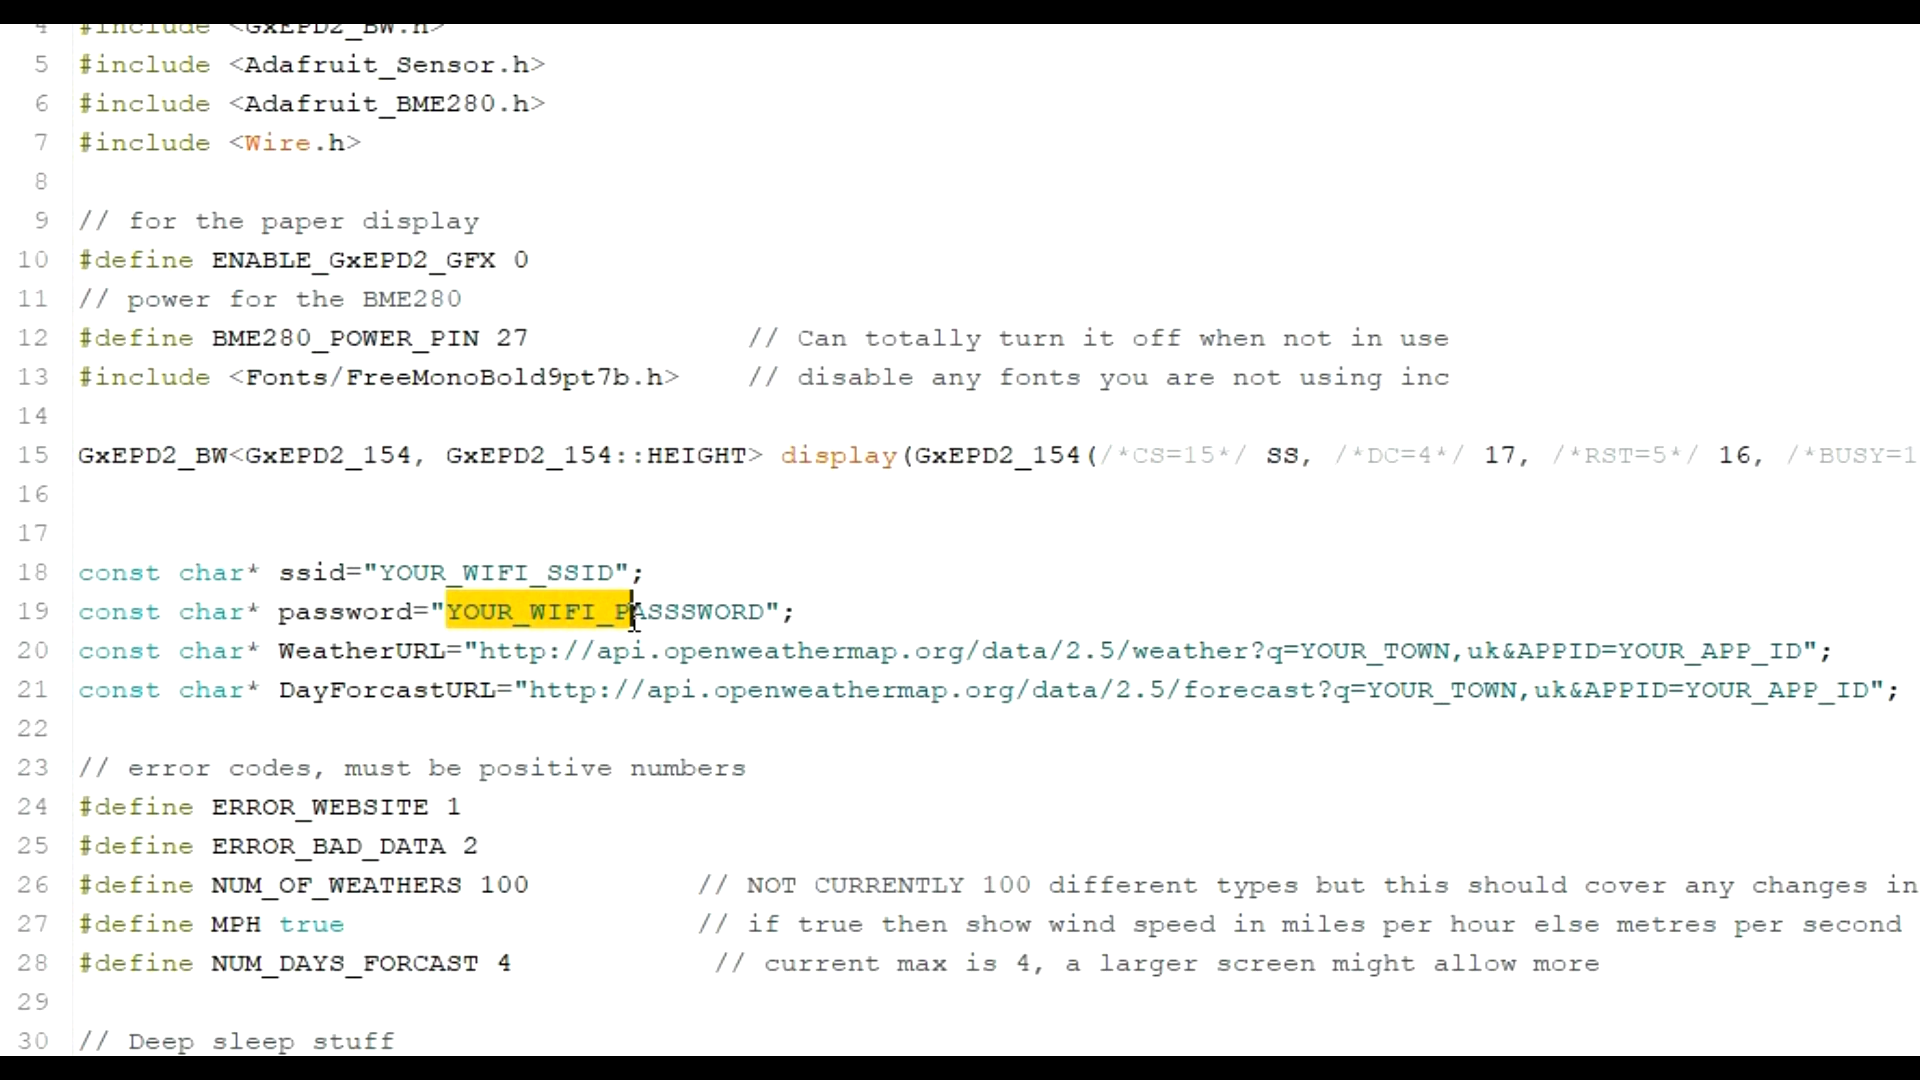 4 #include <GxEPD2_BW.h>
5 #include <Adafruit_Sensor.h>
6 #include <Adafruit_BME280.h>
7 #include <Wire.h>
8
9 // for the paper display
10 #define ENABLE_GxEPD2_GFX 0
11 // power for the BME280
12 #define BME280_POWER_PIN 27 // Can totally turn it off when not in use
13 #include <Fonts/FreeMonoBold9pt7b.h> // disable any fonts you are not using inc
14
15 GxEPD2_BW<GxEPD2_154, GxEPD2_154::HEIGHT> display(GxEPD2_154(/*CS=15*/ SS, /*DC=4*/ 17, /*RST=5*/ 16, /*BUSY=1
16
17
18 const char* ssid="YOUR_WIFI_SSID";
19 const char* password="YOUR_WIFI_PASSSWORD";
20 const char* WeatherURL="http://api.openweathermap.org/data/2.5/weather?q=YOUR_TOWN,uk&APPID=YOUR_APP_ID";
21 const char* DayForcastURL="http://api.openweathermap.org/data/2.5/forecast?q=YOUR_TOWN,uk&APPID=YOUR_APP_ID";
22
23 // error codes, must be positive numbers
24 #define ERROR_WEBSITE 1
25 #define ERROR_BAD_DATA 2
26 #define NUM_OF_WEATHERS 100 // NOT CURRENTLY 100 different types but this should cover any changes in
27 #define MPH true // if true then show wind speed in miles per hour else metres per second
28 #define NUM_DAYS_FORCAST 4 // current max is 4, a larger screen might allow more
29
30 // Deep sleep stuff